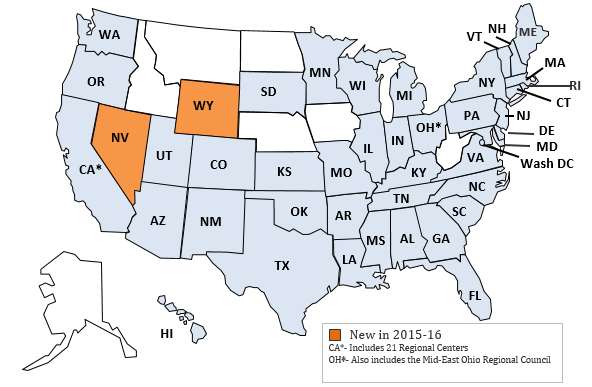 WA
VT
NH
ME
MN
OR
WI
MA
SD
MI
NY
RI
WY
CT
PA
NJ
NV
OH*
DE
IL
IN
MD
UT
CO
VA
Wash DC
CA*
KS
MO
KY
NC
TN
AZ
NM
OK
AR
SC
MS
AL
GA
TX
LA
FL
HI
New in 2015-16
CA*- Includes 21 Regional Centers
OH*- Also includes the Mid-East Ohio Regional Council